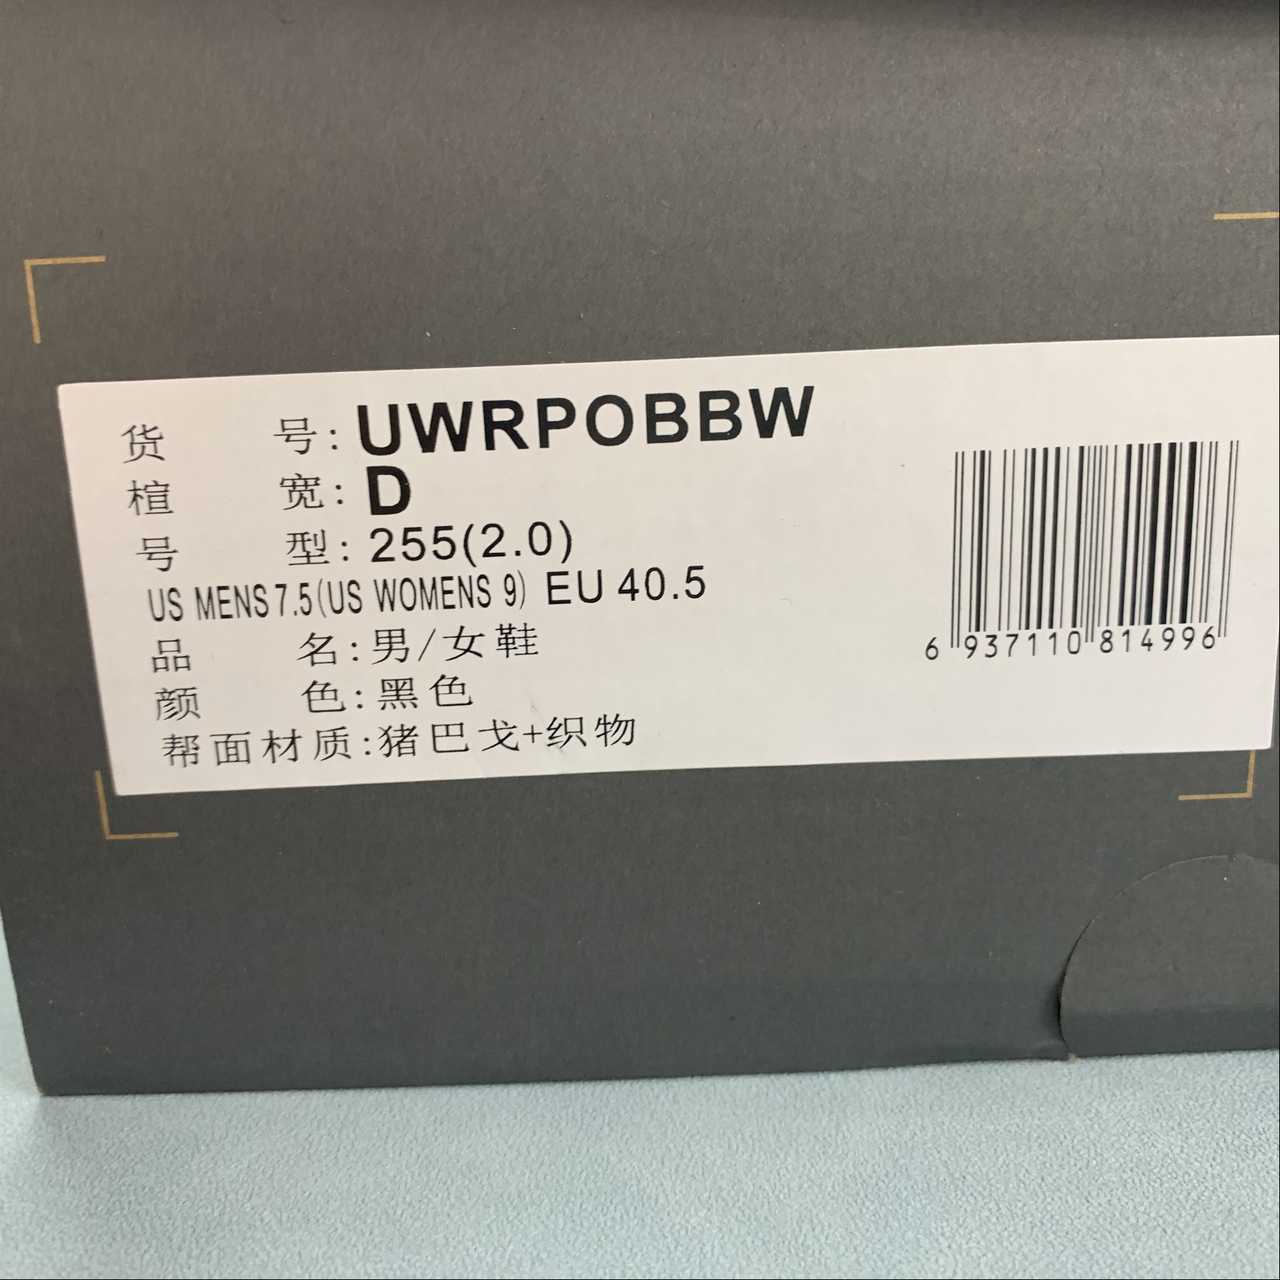 货 号: UWRPOBBW
楦 宽: D
号 型: 255(2.0)
US MENS 7.5(US WOMENS 9) EU 40.5
品 名: 男/女鞋
颜 色: 黑色
帮面材质:猪巴戈+织物
6 937110 814996